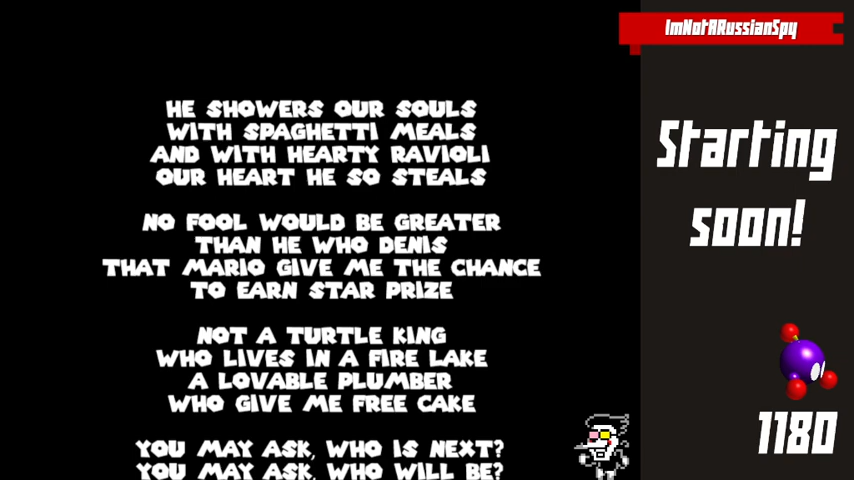 ImNotARussianSpy
HE SHOWERS OUR SOULS
WITH SPAGHETTI MEALS
AND WITH HEARTY RAVIOLI
OUR HEART HE SO STEALS
NO FOOL WOULD BE GREATER
THAN HE WHO DENIS
THAT MARIO GIVE ME THE CHANCE
TO EARN STAR PRIZE
NOT A TURTLE KING
WHO LIVES IN A FIRE LAKE
A LOVABLE PLUMBER
WHO GIVE ME FREE CAKE
YOU MAY ASK, WHO IS NEXT?
YOU MAY ASK, WHO WILL BE?
Starting
soon!
1180